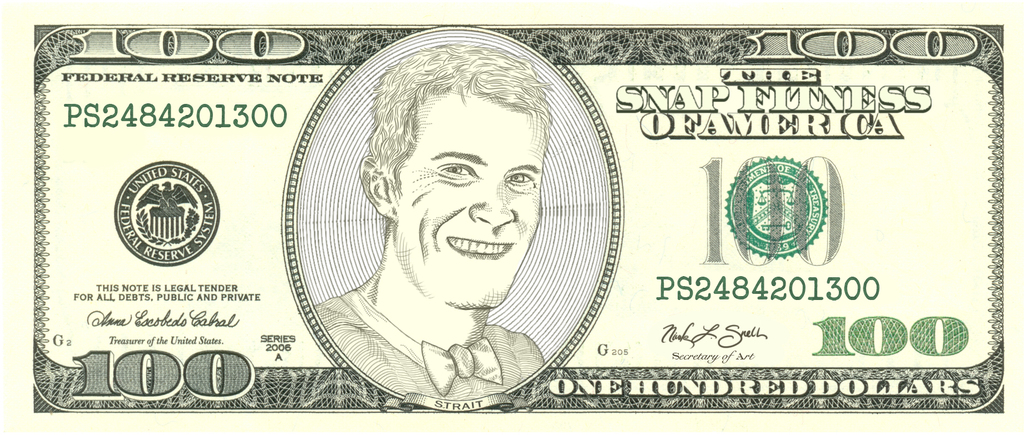 100
100
FEDERAL RESERVE NOTE
THE
SNAP FITNESS
OF AMERICA
PS2484201300
UNITED STATES
FEDERAL RESERVE SYSTEM
100
THIS NOTE IS LEGAL TENDER
FOR ALL DEBTS, PUBLIC AND PRIVATE
PS2484201300
Anna Escobedo Cabral
G2
Treasurer of the United States.
SERIES
2006
A
G 205
Secretary of Art
100
100
STRAIT
ONE HUNDRED DOLLARS